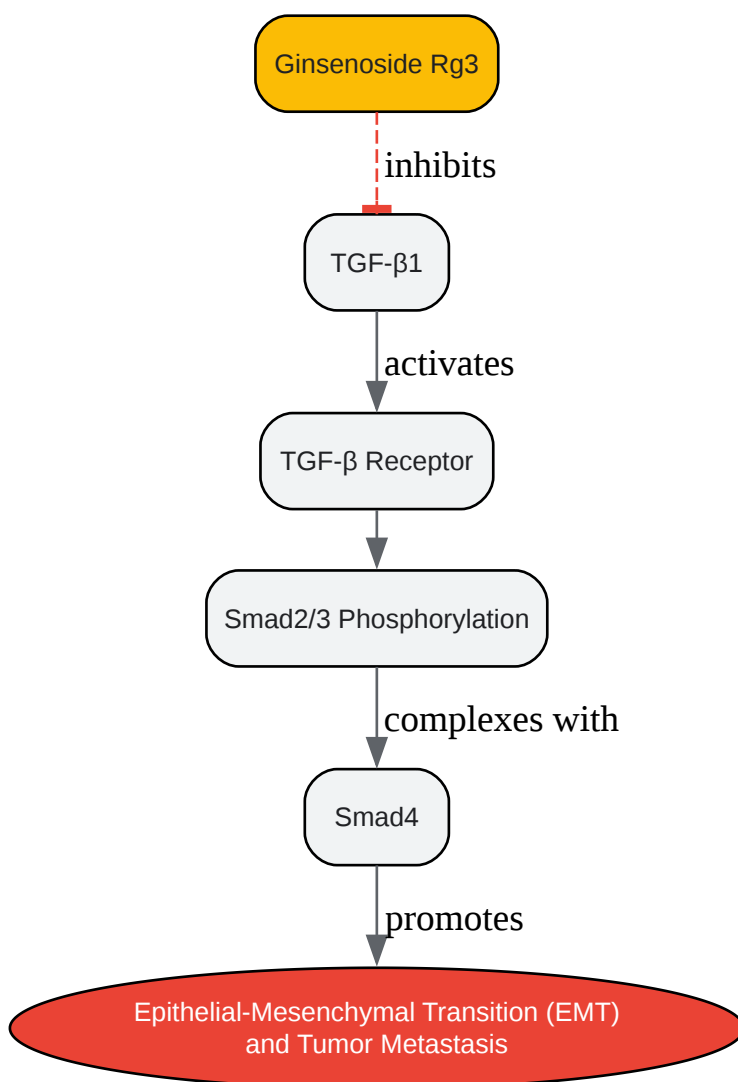 Ginsenoside Rg3
inhibits
TGF-β1
activates
TGF-β Receptor
Smad2/3 Phosphorylation
complexes with
Smad4
promotes
Epithelial-Mesenchymal Transition (EMT)
and Tumor Metastasis